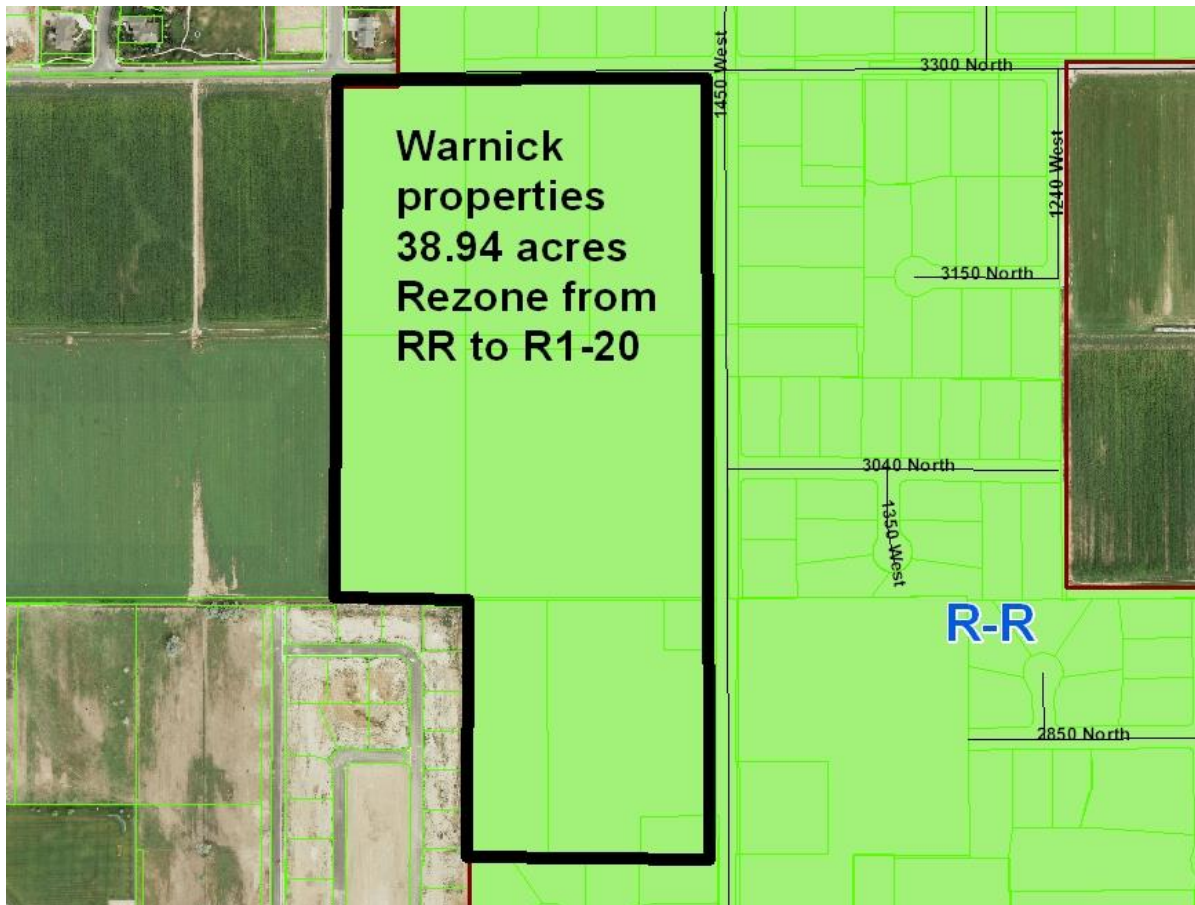 3300 North
1450 West
Warnick
properties
38.94 acres
Rezone from
RR to R1-20
1240 West
3150 North
3040 North
1350 West
R-R
2850 North